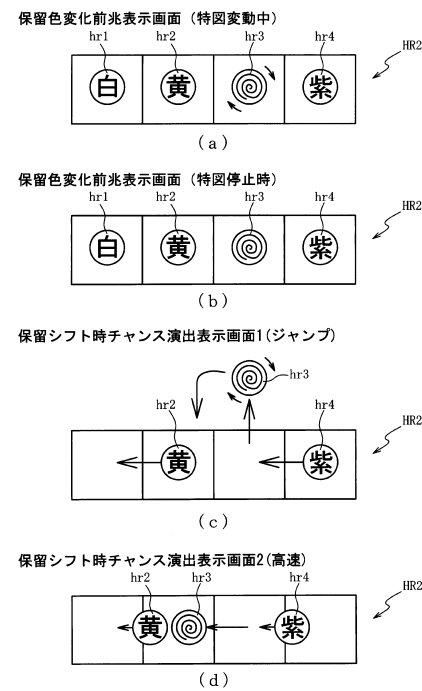 保留色変化前兆表示画面（特図変動中）
hr1 hr2 hr3 hr4
HR2
白 黄 紫
(a)
保留色変化前兆表示画面（特図停止時）
hr1 hr2 hr3 hr4
HR2
白 黄 紫
(b)
保留シフト時チャンス演出表示画面1(ジャンプ)
hr3
hr2 hr4
HR2
黄 紫
(c)
保留シフト時チャンス演出表示画面2(高速)
hr2 hr3 hr4
HR2
黄 紫
(d)